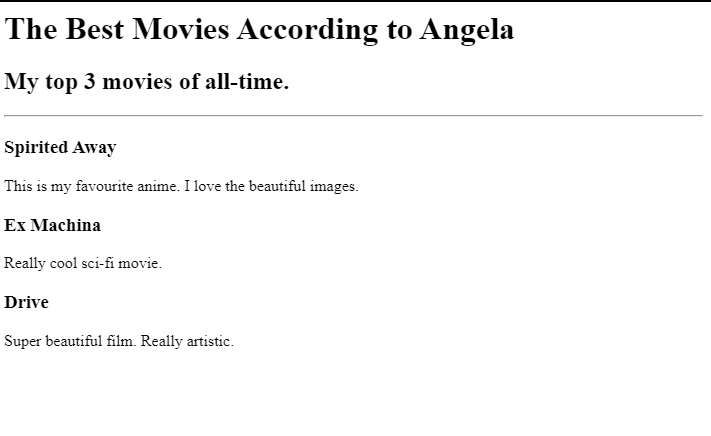 The Best Movies According to Angela
My top 3 movies of all-time.
Spirited Away
This is my favourite anime. I love the beautiful images.
Ex Machina
Really cool sci-fi movie.
Drive
Super beautiful film. Really artistic.